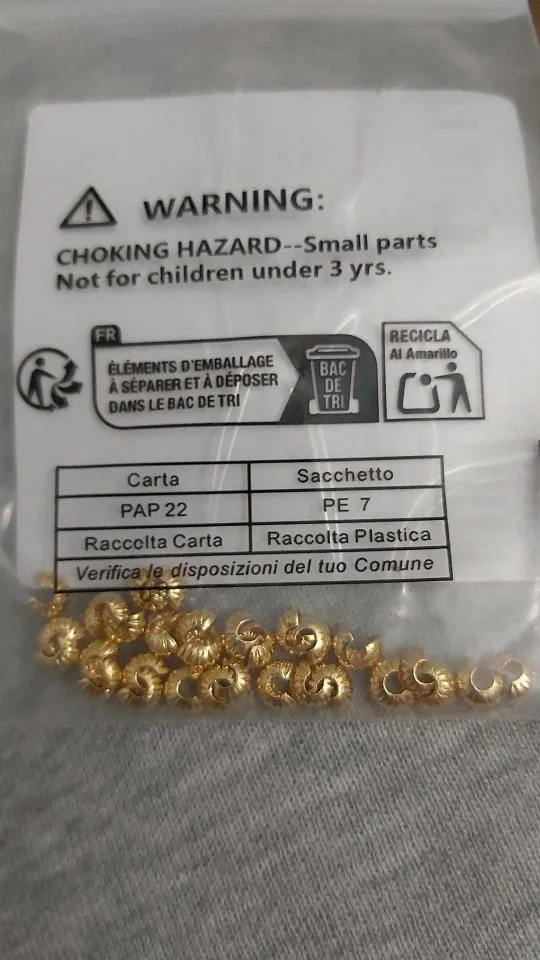 WARNING:
CHOKING HAZARD--Small parts
Not for children under 3 yrs.
FR
ÉLÉMENTS D'EMBALLAGE
À SÉPARER ET À DÉPOSER
DANS LE BAC DE TRI
BAC
DE
TRI
RECICLA
Al Amarillo
Carta Sacchetto
PAP 22 PE 7
Raccolta Carta Raccolta Plastica
Verifica le disposizioni del tuo Comune